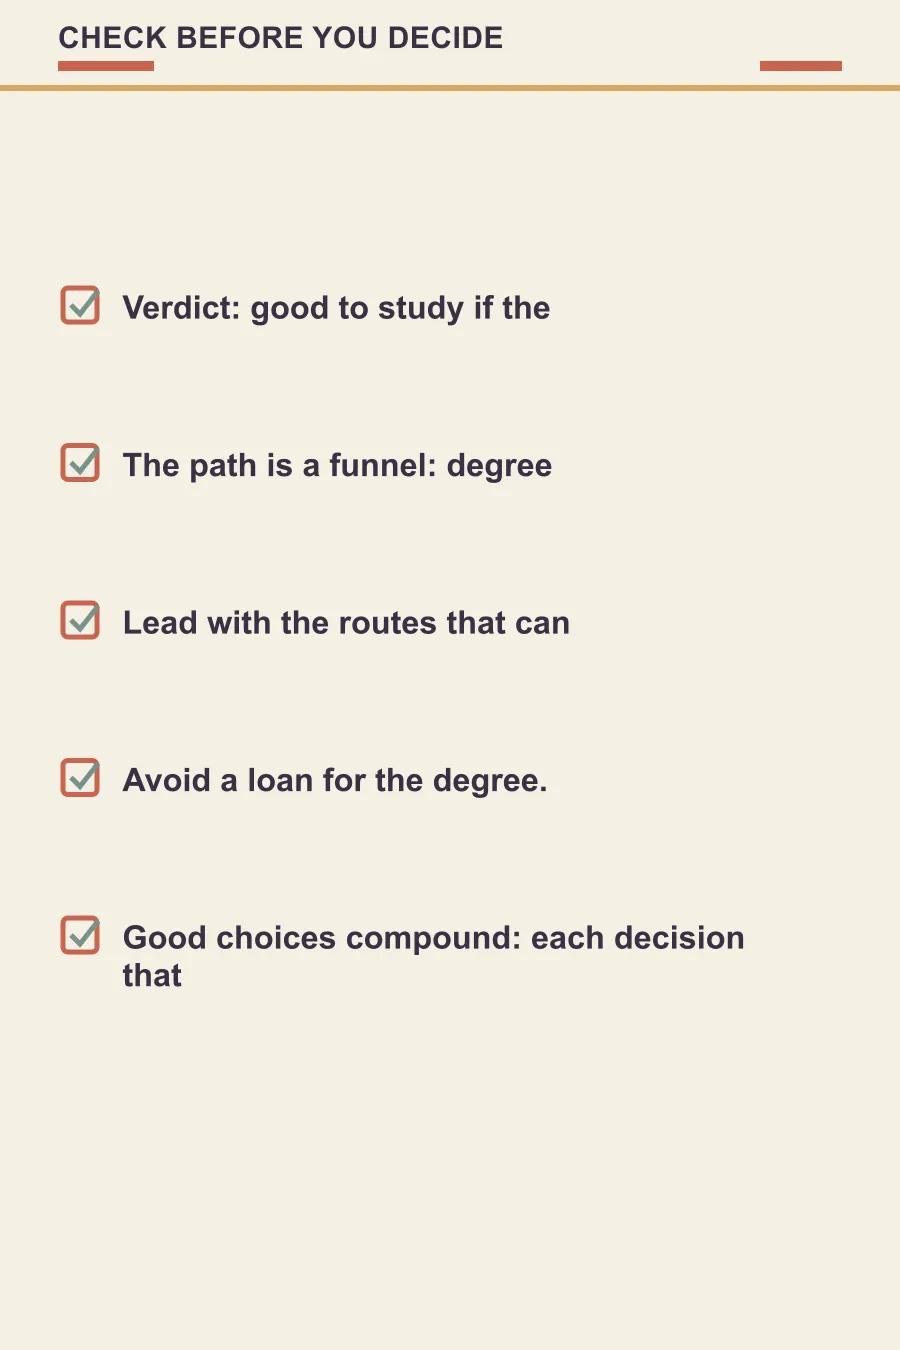 CHECK BEFORE YOU DECIDE
Verdict: good to study if the
The path is a funnel: degree
Lead with the routes that can
Avoid a loan for the degree.
Good choices compound: each decision
that